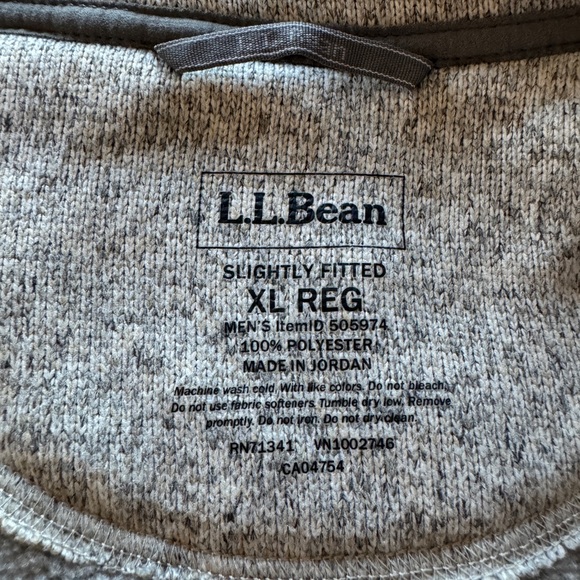 L.L.Bean
SLIGHTLY FITTED
XL REG
MEN'S ItemID 505974
100% POLYESTER
MADE IN JORDAN
Machine wash cold. With like colors. Do not bleach.
Do not use fabric softeners. Tumble dry low. Remove
promptly. Do not iron. Do not dry clean.
RN71341 VN1002746
CA04754